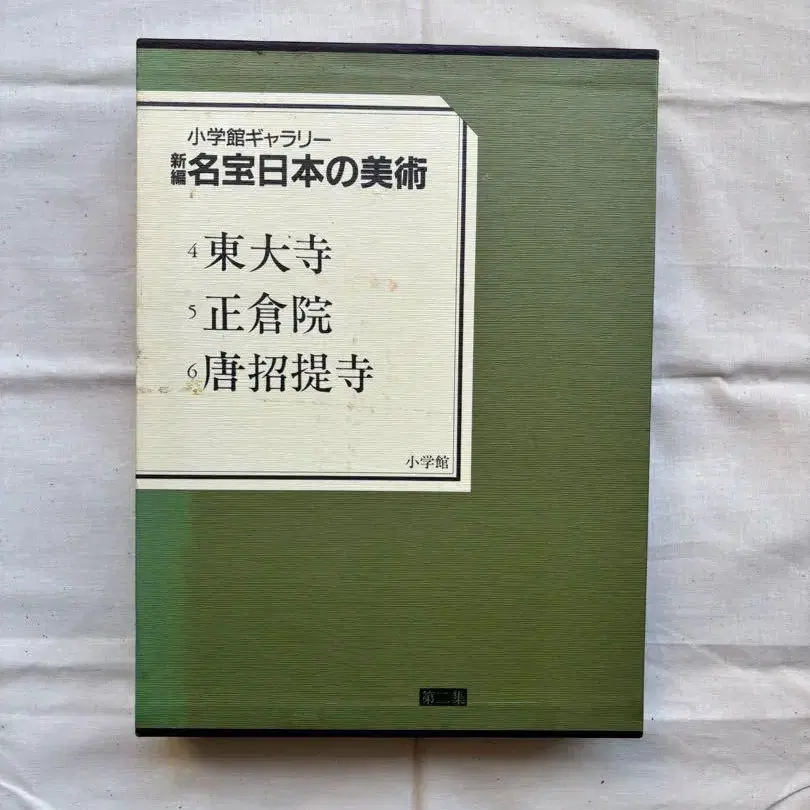 小学館ギャラリー
新編 名宝日本の美術
4 東大寺
5 正倉院
6 唐招提寺
小学館
第二集